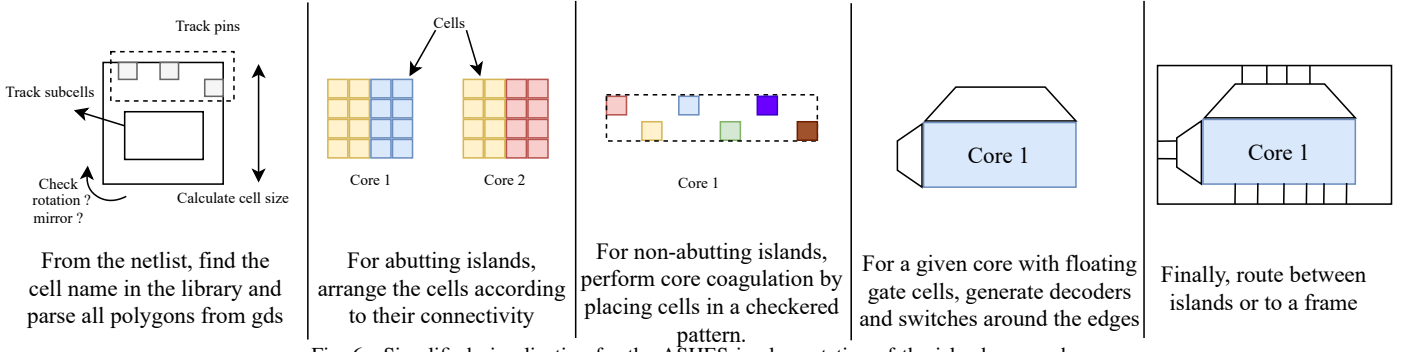 Track pins
Track subcells
Check
rotation ?
mirror ?
Calculate cell size
From the netlist, find the
cell name in the library and
parse all polygons from gds
Cells
Core 1
Core 2
For abutting islands,
arrange the cells according
to their connectivity
Core 1
For non-abutting islands,
perform core coagulation by
placing cells in a checkered
pattern.
Core 1
For a given core with floating
gate cells, generate decoders
and switches around the edges
Core 1
Finally, route between
islands or to a frame